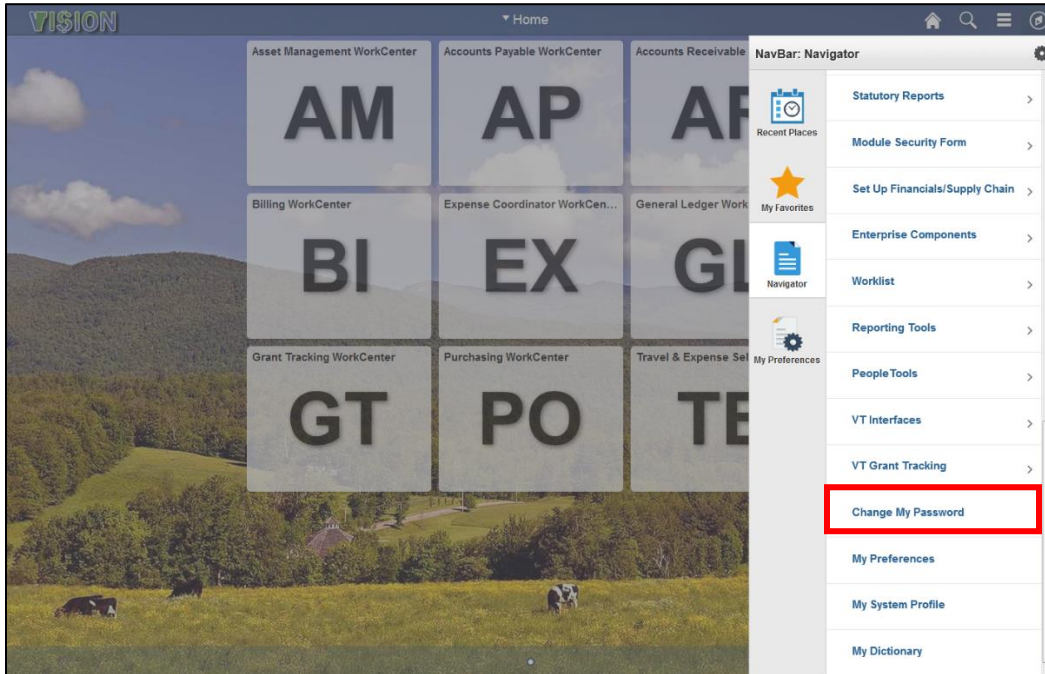 VISION
Home
Asset Management WorkCenter
AM
Accounts Payable WorkCenter
AP
Accounts Receivable
AR
Billing WorkCenter
BI
Expense Coordinator WorkCen...
EX
General Ledger Work
GL
Grant Tracking WorkCenter
GT
Purchasing WorkCenter
PO
Travel & Expense Sel
TE
NavBar: Navigator
Recent Places
My Favorites
Navigator
My Preferences
Statutory Reports
Module Security Form
Set Up Financials/Supply Chain
Enterprise Components
Worklist
Reporting Tools
PeopleTools
VT Interfaces
VT Grant Tracking
Change My Password
My Preferences
My System Profile
My Dictionary